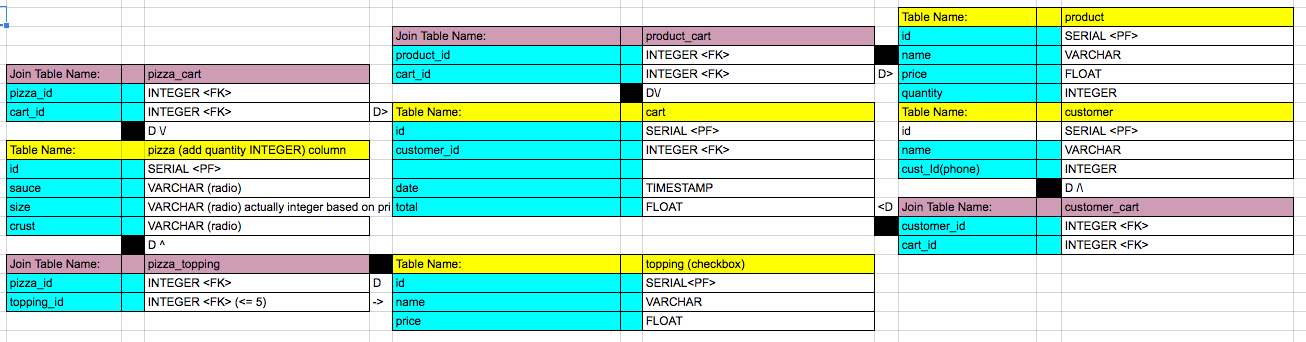 Table Name: product
id SERIAL <PF>
name VARCHAR
D> price FLOAT
quantity INTEGER
Join Table Name: product_cart
product_id INTEGER <FK>
cart_id INTEGER <FK>
D\/
Join Table Name: pizza_cart
pizza_id INTEGER <FK>
cart_id INTEGER <FK> D>
D \/
Table Name: cart
id SERIAL <PF>
customer_id INTEGER <FK>
date TIMESTAMP
total FLOAT <D
Table Name: customer
id SERIAL <PF>
name VARCHAR
cust_Id(phone) INTEGER
D /\
Table Name: pizza (add quantity INTEGER) column
id SERIAL <PF>
sauce VARCHAR (radio)
size VARCHAR (radio) actually integer based on pri
crust VARCHAR (radio)
D ^
Join Table Name: customer_cart
customer_id INTEGER <FK>
cart_id INTEGER <FK>
Join Table Name: pizza_topping
pizza_id INTEGER <FK> D
topping_id INTEGER <FK> (<= 5) ->
Table Name: topping (checkbox)
id SERIAL<PF>
name VARCHAR
price FLOAT